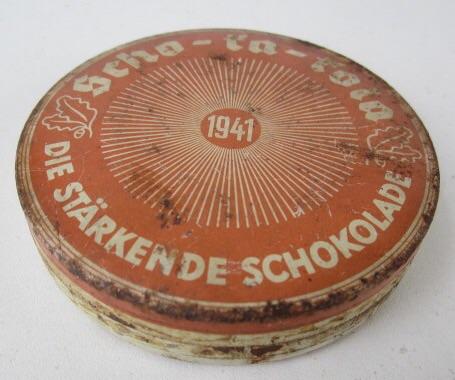 Scho-ka-kola
1941
DIE STÄRKENDE SCHOKOLADE